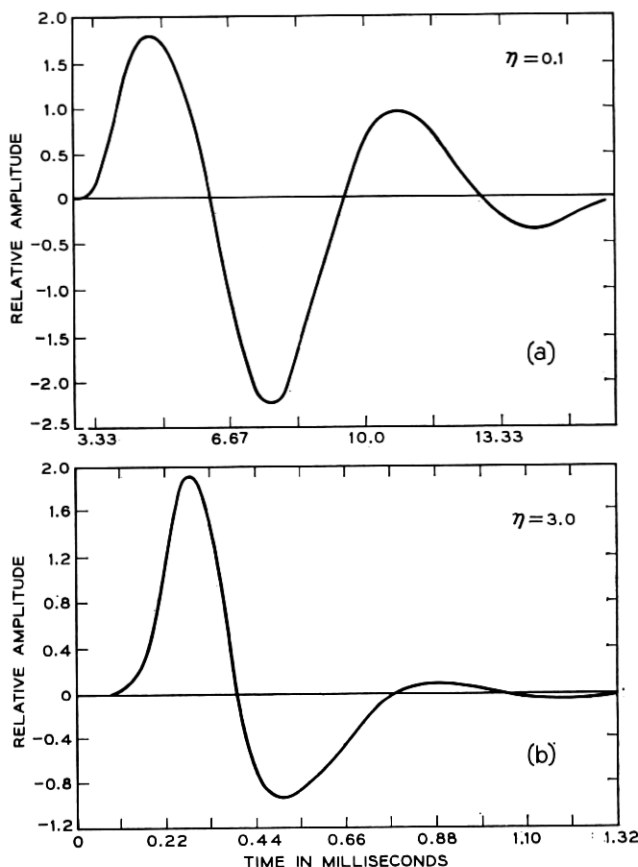 2.0
1.5
1.0
0.5
0
-0.5
-1.0
-1.5
-2.0
-2.5
RELATIVE AMPLITUDE
η = 0.1
(a)
3.33 6.67 10.0 13.33
2.0
1.6
1.2
0.8
0.4
0
-0.4
-0.8
-1.2
RELATIVE AMPLITUDE
η = 3.0
(b)
0 0.22 0.44 0.66 0.88 1.10 1.32
TIME IN MILLISECONDS